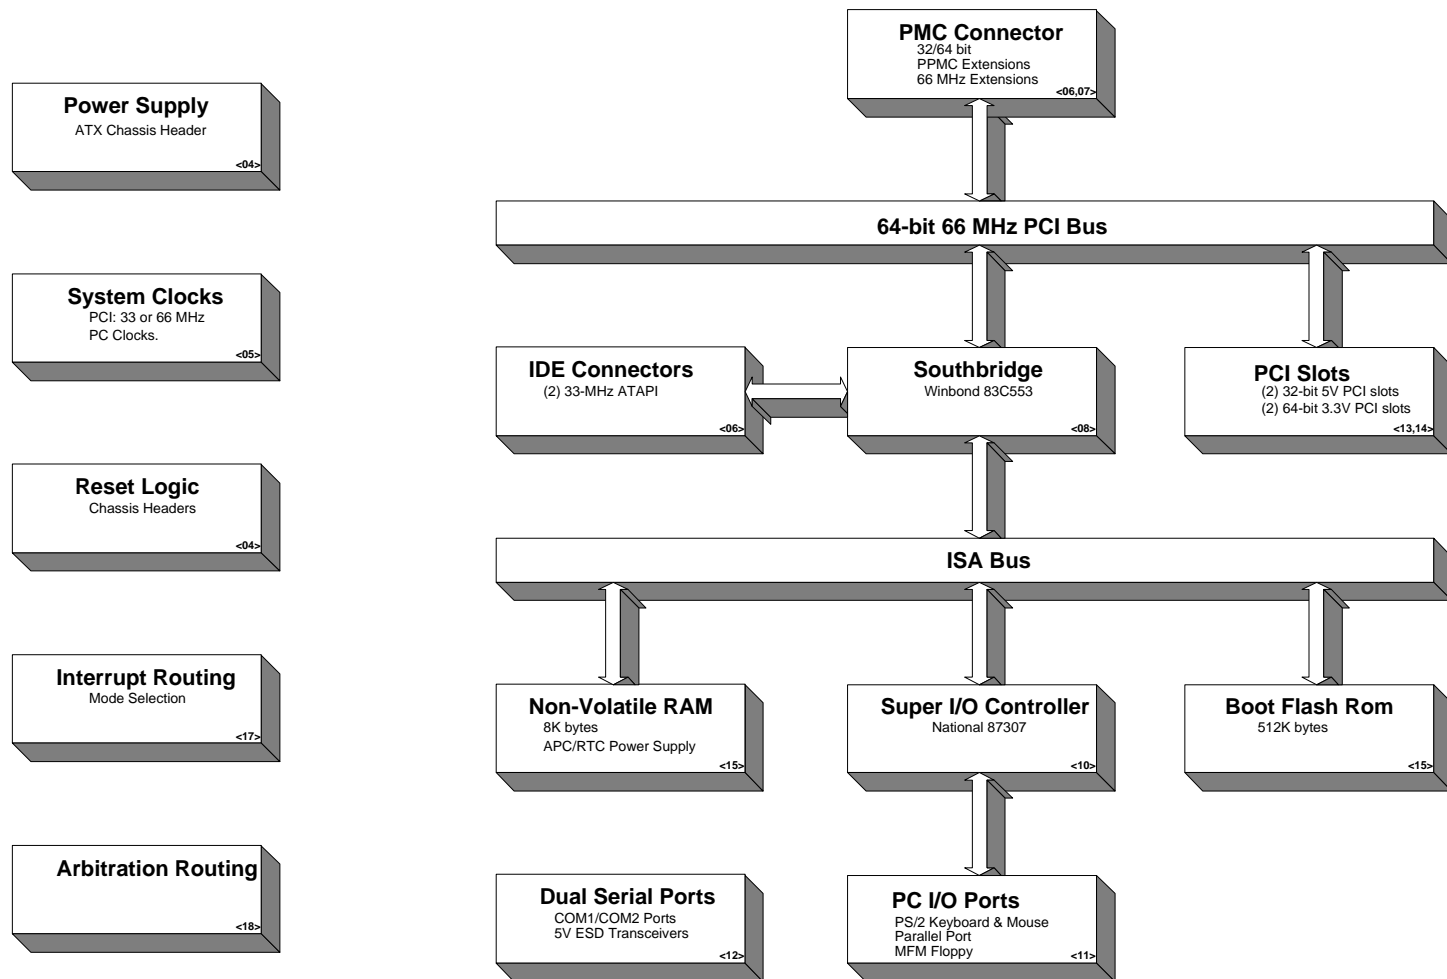 PMC Connector
32/64 bit
PPMC Extensions
66 MHz Extensions
<06,07>
Power Supply
ATX Chassis Header
<04>
64-bit 66 MHz PCI Bus
System Clocks
PCI: 33 or 66 MHz
PC Clocks.
<05>
IDE Connectors
(2) 33-MHz ATAPI
<06>
Southbridge
Winbond 83C553
<08>
PCI Slots
(2) 32-bit 5V PCI slots
(2) 64-bit 3.3V PCI slots
<13,14>
Reset Logic
Chassis Headers
<04>
ISA Bus
Interrupt Routing
Mode Selection
<17>
Non-Volatile RAM
8K bytes
APC/RTC Power Supply
<15>
Super I/O Controller
National 87307
<10>
Boot Flash Rom
512K bytes
<15>
Arbitration Routing
<18>
Dual Serial Ports
COM1/COM2 Ports
5V ESD Transceivers
<12>
PC I/O Ports
PS/2 Keyboard & Mouse
Parallel Port
MFM Floppy
<11>